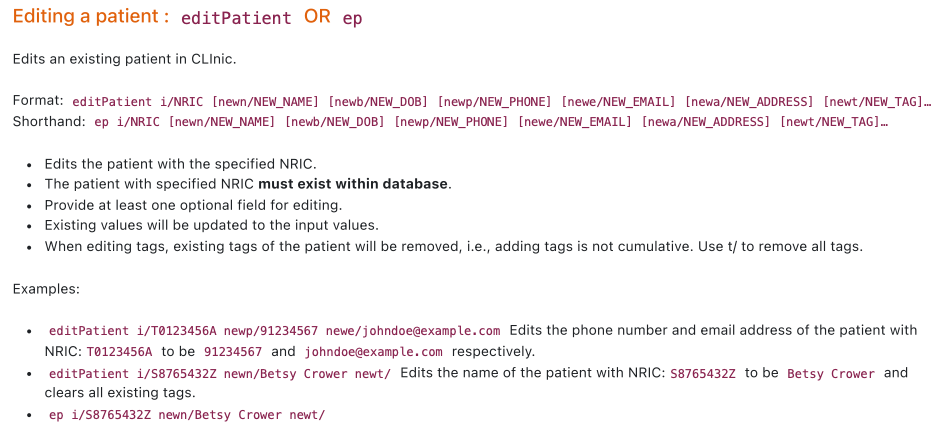 Editing a patient : editPatient OR ep
Edits an existing patient in CLInic.
Format: editPatient i/NRIC [newn/NEW_NAME] [newb/NEW_DOB] [newp/NEW_PHONE] [newe/NEW_EMAIL] [newa/NEW_ADDRESS] [newt/NEW_TAG]…
Shorthand: ep i/NRIC [newn/NEW_NAME] [newb/NEW_DOB] [newp/NEW_PHONE] [newe/NEW_EMAIL] [newa/NEW_ADDRESS] [newt/NEW_TAG]…
• Edits the patient with the specified NRIC.
• The patient with specified NRIC must exist within database.
• Provide at least one optional field for editing.
• Existing values will be updated to the input values.
• When editing tags, existing tags of the patient will be removed, i.e., adding tags is not cumulative. Use t/ to remove all tags.
Examples:
• editPatient i/T0123456A newp/91234567 newe/johndoe@example.com Edits the phone number and email address of the patient with
NRIC: T0123456A to be 91234567 and johndoe@example.com respectively.
• editPatient i/S8765432Z newn/Betsy Crower newt/ Edits the name of the patient with NRIC: S8765432Z to be Betsy Crower and
clears all existing tags.
• ep i/S8765432Z newn/Betsy Crower newt/